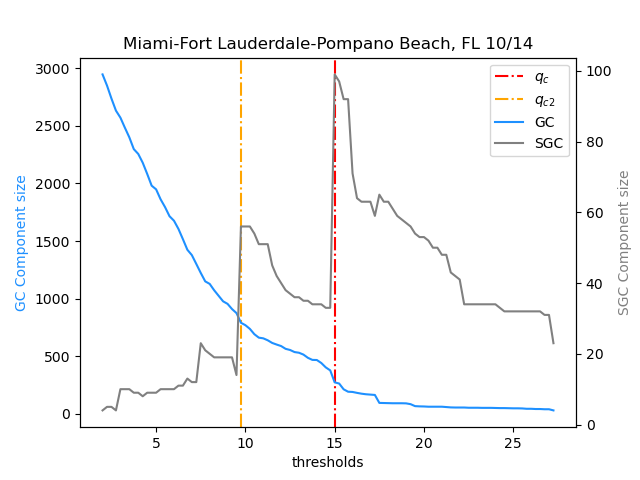 Miami-Fort Lauderdale-Pompano Beach, FL 10/14
GC Component size
3000
2500
2000
1500
1000
500
0
5
10
15
20
25
thresholds
100
80
60
40
20
0
SGC Component size
q_c
q_c2
GC
SGC